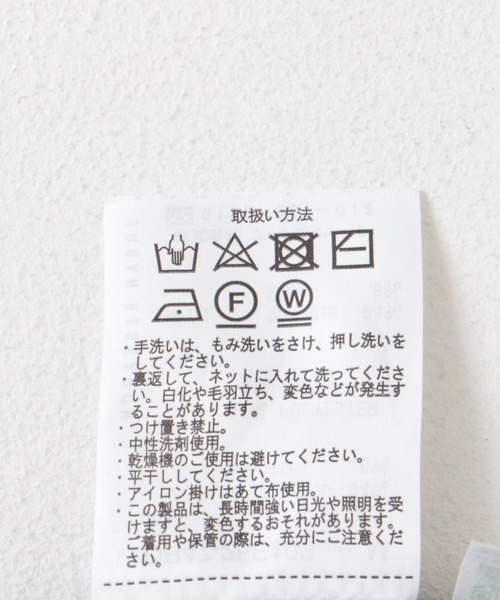 取扱い方法
F W
・手洗いは、もみ洗いをさけ、押し洗いを
してください。
・裏返して、ネットに入れて洗ってくださ
い。白化や毛羽立ち、変色などが発生す
ることがあります。
・つけ置き禁止。
・中性洗剤使用。
・乾燥機のご使用は避けてください。
・平干ししてください。
・アイロン掛けはあて布使用。
・この製品は、長時間強い日光や照明を受
けますと、変色するおそれがあります。
ご着用や保管の際は、充分にご注意くだ
さい。